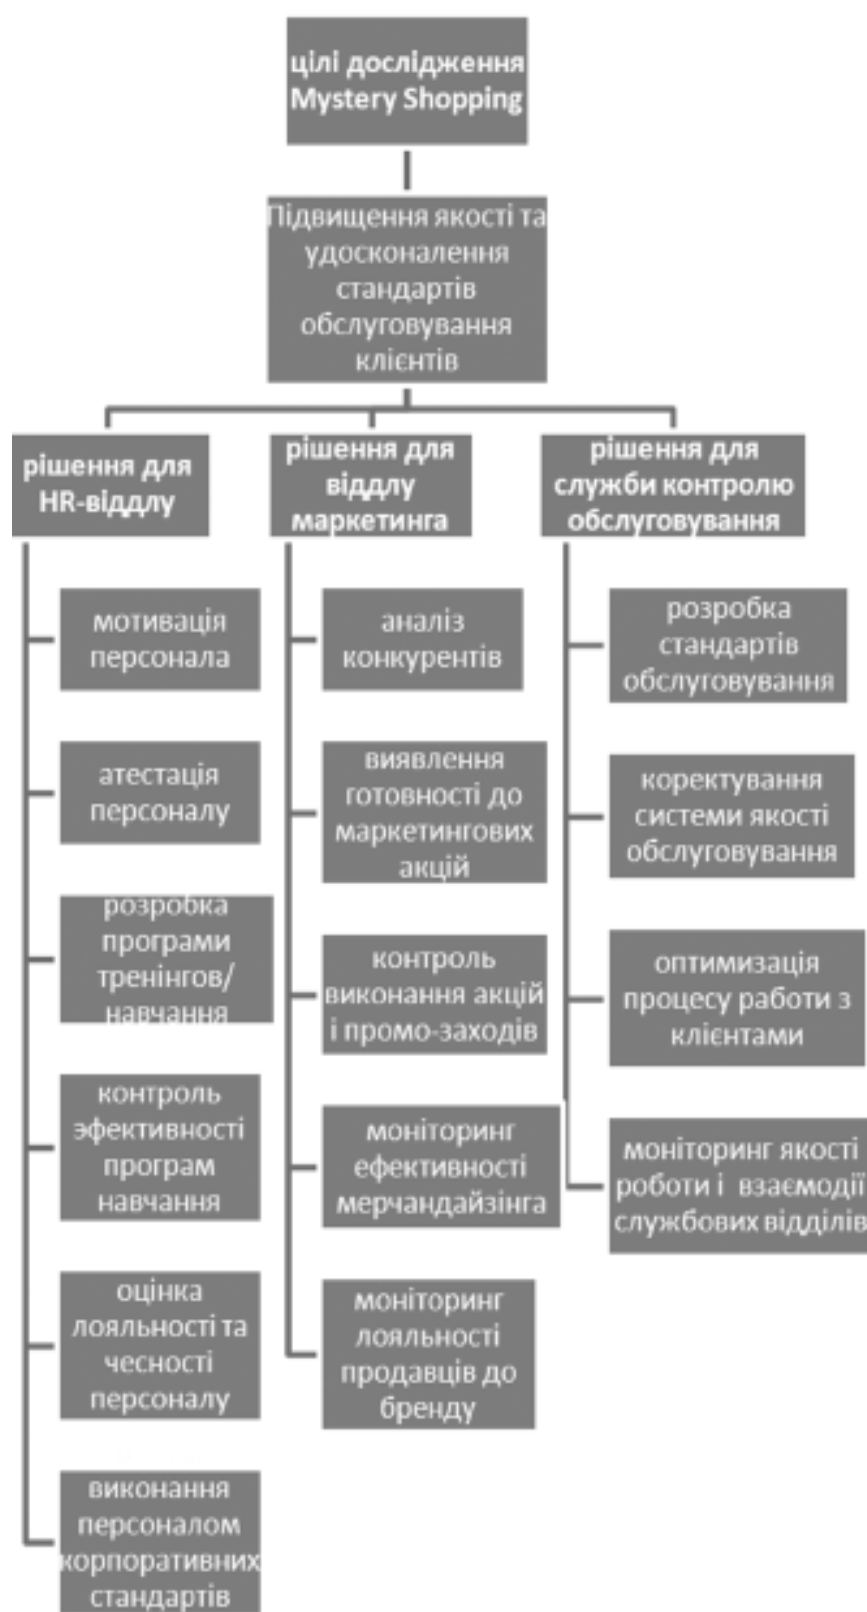 цілі дослідження
Mystery Shopping
Підвищення якості та
удосконалення
стандартів
обслуговування
клієнтів
рішення для
HR-віддлу
мотивація
персонала
атестація
персоналу
розробка
програми
тренінгов/
навчання
контроль
эфективності
програм
навчання
оцінка
лояльності та
чесності
персоналу
виконання
персоналом
корпоративних
стандартів
рішення для
віддлу
маркетинга
аналіз
конкурентів
виявлення
готовності до
маркетингових
акцій
контроль
виконання акцій
і промо-заходів
моніторинг
ефективності
мерчандайзінга
моніторинг
лояльності
продавців до
бренду
рішення для
служби контролю
обслуговування
розробка
стандартів
обслуговування
коректування
системи якості
обслуговування
оптимизація
процесу работи з
клієнтами
моніторинг якості
роботи і взаємодії
службових відділів